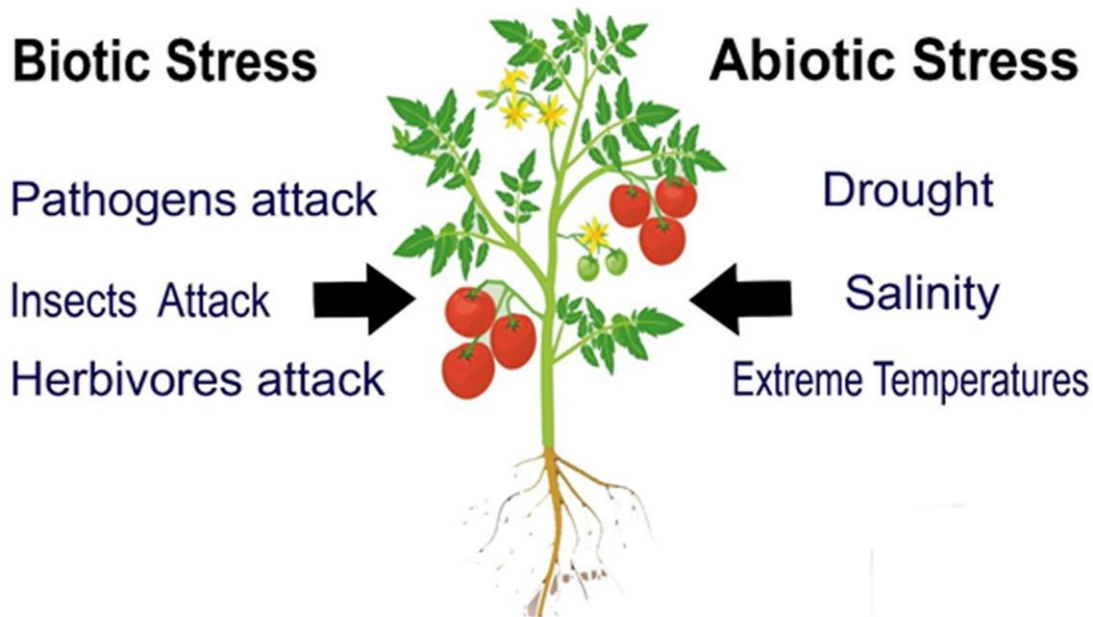 Biotic Stress
Pathogens attack
Insects Attack
Herbivores attack
Abiotic Stress
Drought
Salinity
Extreme Temperatures